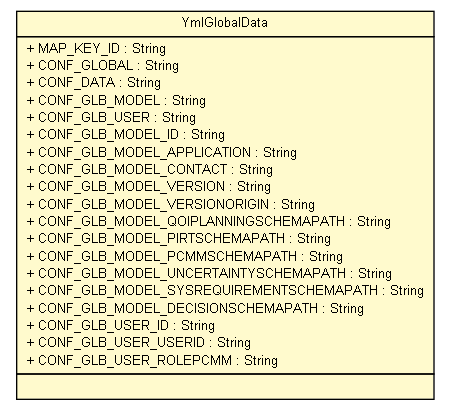 YmlGlobalData
+ MAP_KEY_ID : String
+ CONF_GLOBAL : String
+ CONF_DATA : String
+ CONF_GLB_MODEL : String
+ CONF_GLB_USER : String
+ CONF_GLB_MODEL_ID : String
+ CONF_GLB_MODEL_APPLICATION : String
+ CONF_GLB_MODEL_CONTACT : String
+ CONF_GLB_MODEL_VERSION : String
+ CONF_GLB_MODEL_VERSIONORIGIN : String
+ CONF_GLB_MODEL_QOIPLANNINGSCHEMAPATH : String
+ CONF_GLB_MODEL_PIRTSCHEMAPATH : String
+ CONF_GLB_MODEL_PCMMSCHEMAPATH : String
+ CONF_GLB_MODEL_UNCERTAINTYSCHEMAPATH : String
+ CONF_GLB_MODEL_SYSREQUIREMENTSCHEMAPATH : String
+ CONF_GLB_MODEL_DECISIONSCHEMAPATH : String
+ CONF_GLB_USER_ID : String
+ CONF_GLB_USER_USERID : String
+ CONF_GLB_USER_ROLEPCMM : String